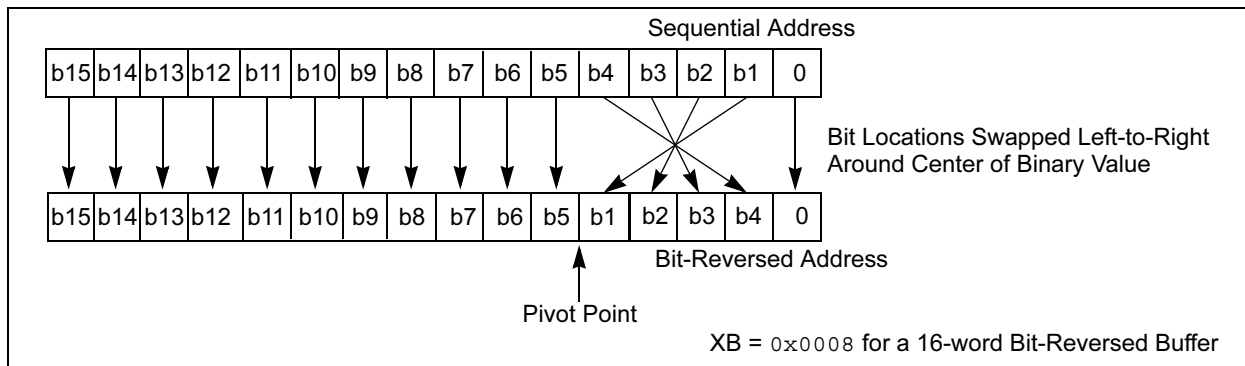 Sequential Address
b15 b14 b13 b12 b11 b10 b9 b8 b7 b6 b5 b4 b3 b2 b1 0
Bit Locations Swapped Left-to-Right
Around Center of Binary Value
b15 b14 b13 b12 b11 b10 b9 b8 b7 b6 b5 b1 b2 b3 b4 0
Bit-Reversed Address
Pivot Point
XB = 0x0008 for a 16-word Bit-Reversed Buffer